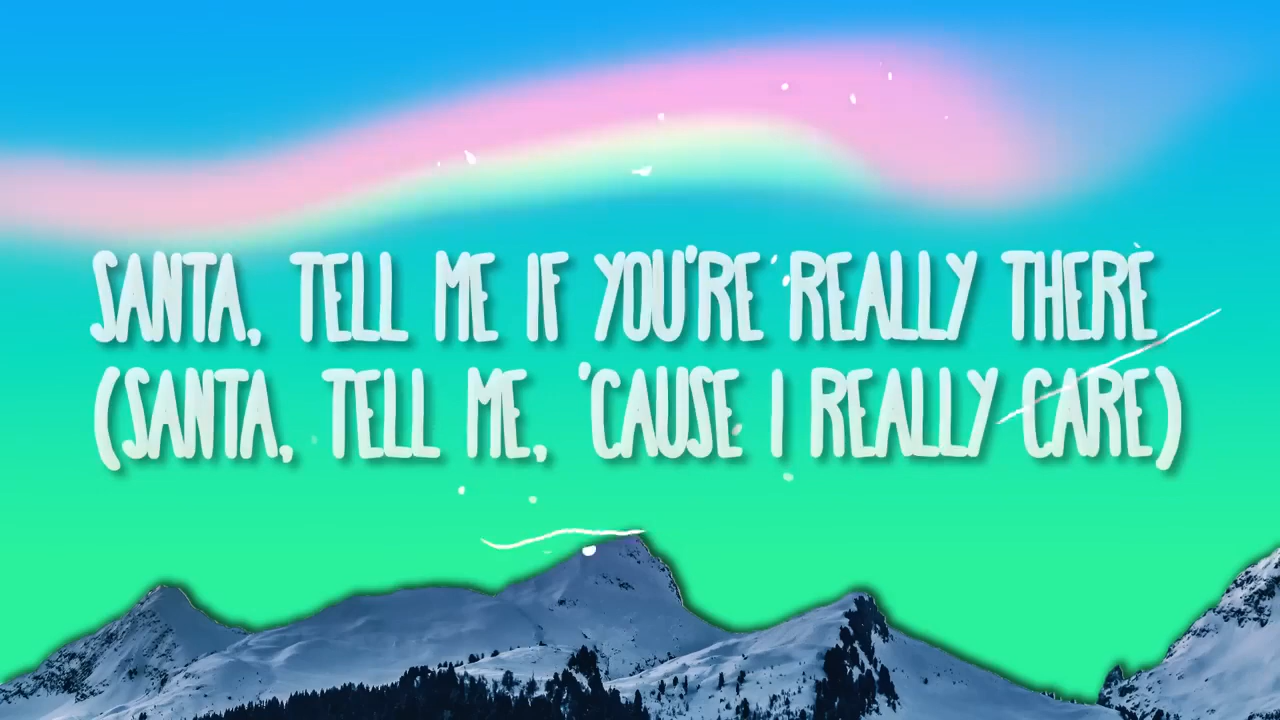 SANTA, TELL ME IF YOU'RE REALLY THERE
(SANTA, TELL ME, 'CAUSE I REALLY CARE)